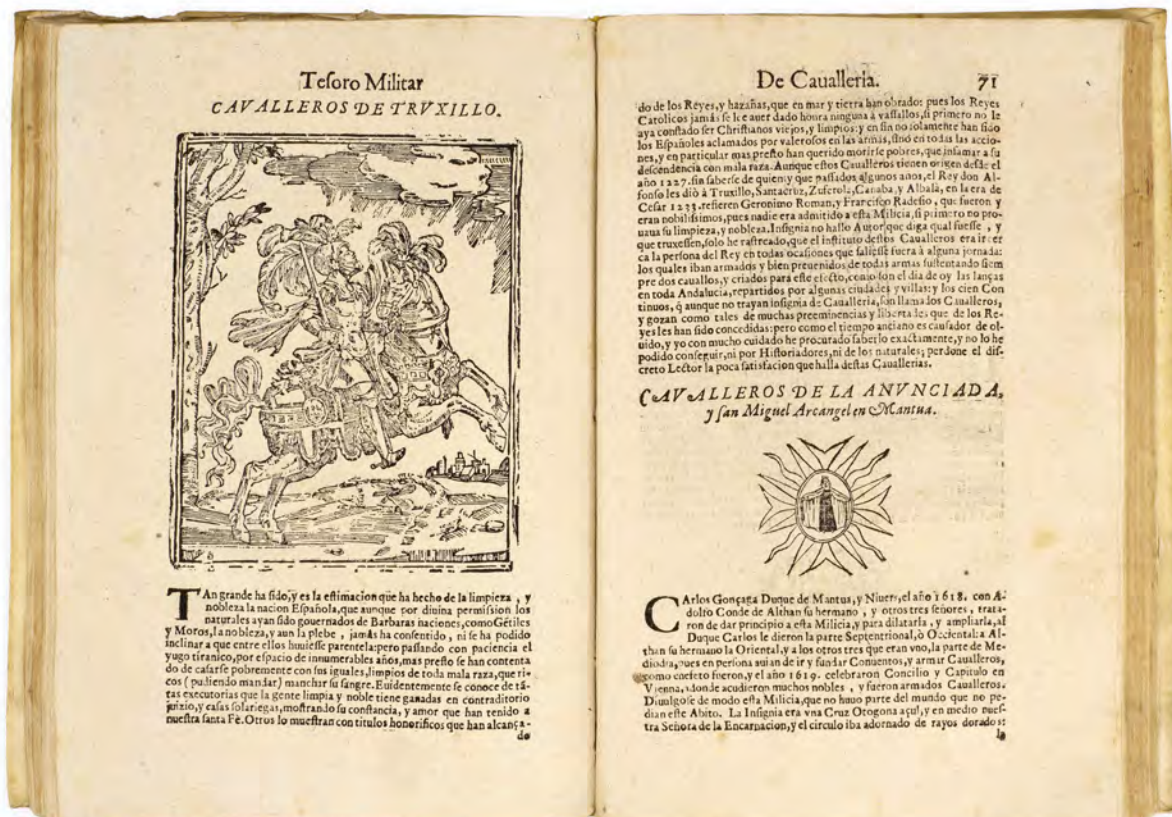 Tesoro Militar
CAVALLEROS DE TRVXILLO.
TAn grande ha sido, y es la estimacion que ha hecho de la limpieza, y
nobleza la nacion Española, que aunque por diuina permission los
naturales ayan sido gouernados de Barbaras naciones, como Gẽtiles
y Moros, la nobleza, y aun la plebe, jamàs ha consentido, ni se ha podido
inclinar a que entre ellos huuiesse parentela: pero passando con paciencia el
yugo tiranico, por espacio de innumerables años, mas presto se han contenta
do de casarse pobremente con sus iguales, limpios de toda mala raza, que ri-
cos (pudiendo mandar) manchar su sangre. Euidentemente se conoce de tã-
tas executorias que la gente limpia y noble tiene ganadas en contraditorio
juizio, y casas solariegas, mostrando su constancia, y amor que han tenido a
nuestra santa Fè. Otros lo muestran con titulos honorificos que han alcança-
do
De Caualleria. 71
do de los Reyes, y hazañas, que en mar y tierra han obrado: pues los Reyes
Catolicos jamás se lee auer dado honra ninguna à vassallos, si primero no le
aya constado ser Christianos viejos, y limpios: y en fin no solamente han sido
los Españoles aclamados por valerosos en las armas, sinò en todas las accio-
nes, y en particular mas presto han querido morirse pobres, que infamar a su
descendencia con mala raza. Aunque estos Caualleros tienen origen desde el
año 1227. sin saberse de quien: y que passados algunos años, el Rey don Al-
fonso les diò à Truxillo, Santacruz, Zuferola, Canaba, y Albalà, en la era de
Cesar 1233. refieren Geronimo Roman, y Francisco Radesio, que fueron y
eran nobilissimos, pues nadie era admitido a esta Milicia, si primero no pro-
uaua su limpieza, y nobleza. Insignia no hallo Autor que diga qual fuesse, y
que truxessen, solo he rastreado, que el instituto destos Caualleros era ir cer
ca la persona del Rey en todas ocasiones que saliesse fuera à alguna jornada:
los quales iban armados y bien preuenidos de todas armas sustentando siem
pre dos cauallos, y criados para este efecto, como son el dia de oy las lanças
en toda Andalucia, repartidos por algunas ciudades y villas: y los cien Con
tinuos, q̃ aunque no trayan insignia de Caualleria, son llamados Caualleros,
y gozan como tales de muchas preeminencias y libertades que de los Re-
yes les han sido concedidas: pero como el tiempo anciano es causador de ol-
uido, y yo con mucho cuidado he procurado saberlo exactamente, y no lo he
podido conseguir, ni por Historiadores, ni de los naturales; perdone el dis-
creto Lector la poca satisfacion que halla destas Cauallerias.
CAVALLEROS DE LA ANVNCIADA,
y san Miguel Arcangel en Mantua.
CArlos Gonçaga Duque de Mantua, y Niuers, el año 1618. con A-
dolfo Conde de Althan su hermano, y otros tres señores, trata-
ron de dar principio a esta Milicia, y para dilatarla, y ampliarla, al
Duque Carlos le dieron la parte Septentrional, ò Occiental: a Al-
than su hermano la Oriental, y a los otros tres que eran vno, la parte de Me-
diodia, pues en persona auian de ir y fundar Conuentos, y armar Caualleros,
como en efeto fueron, y el año 1619. celebraron Concilio y Capitulo en
Vienna, adonde acudieron muchos nobles, y fueron armados Caualleros.
Diuulgose de modo esta Milicia, que no huuo parte del mundo que no pe-
dian este Abito. La Insignia era vna Cruz Otogona açul, y en medio nues-
tra Señora de la Encarnacion, y el circulo iba adornado de rayos dorados:
la